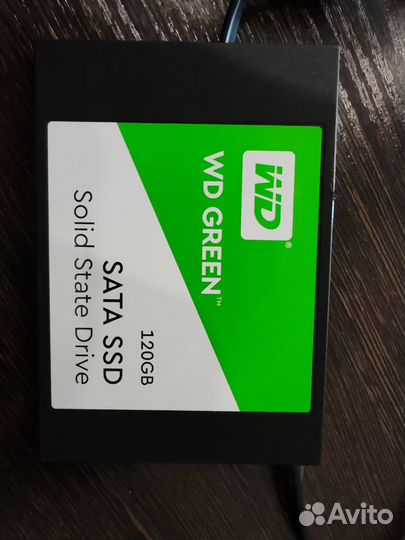 WD®
WD GREEN™
120GB
SATA SSD
Solid State Drive
Avito